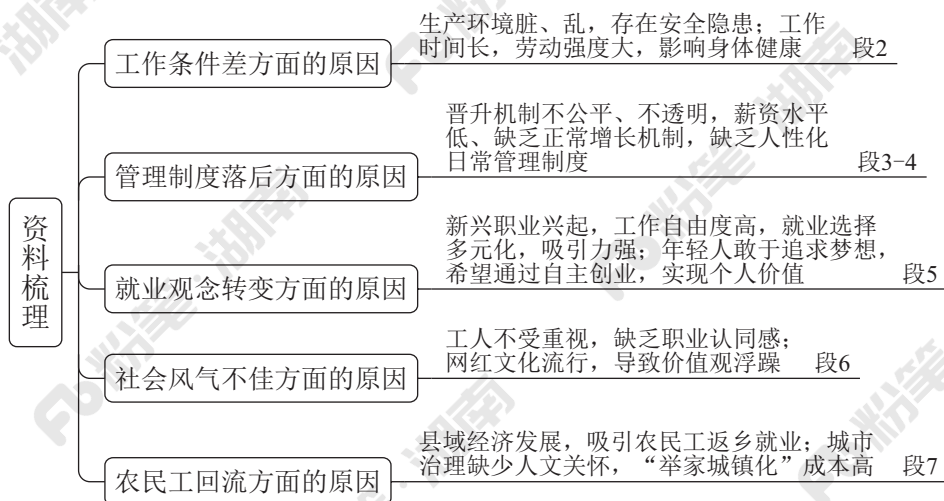 资料梳理
工作条件差方面的原因
生产环境脏、乱，存在安全隐患；工作
时间长，劳动强度大，影响身体健康 段2
管理制度落后方面的原因
晋升机制不公平、不透明，薪资水平
低、缺乏正常增长机制，缺乏人性化
日常管理制度 段3-4
就业观念转变方面的原因
新兴职业兴起，工作自由度高，就业选择
多元化，吸引力强；年轻人敢于追求梦想，
希望通过自主创业，实现个人价值 段5
社会风气不佳方面的原因
工人不受重视，缺乏职业认同感；
网红文化流行，导致价值观浮躁 段6
农民工回流方面的原因
县域经济发展，吸引农民工返乡就业；城市
治理缺少人文关怀，“举家城镇化”成本高 段7
粉笔·湖南